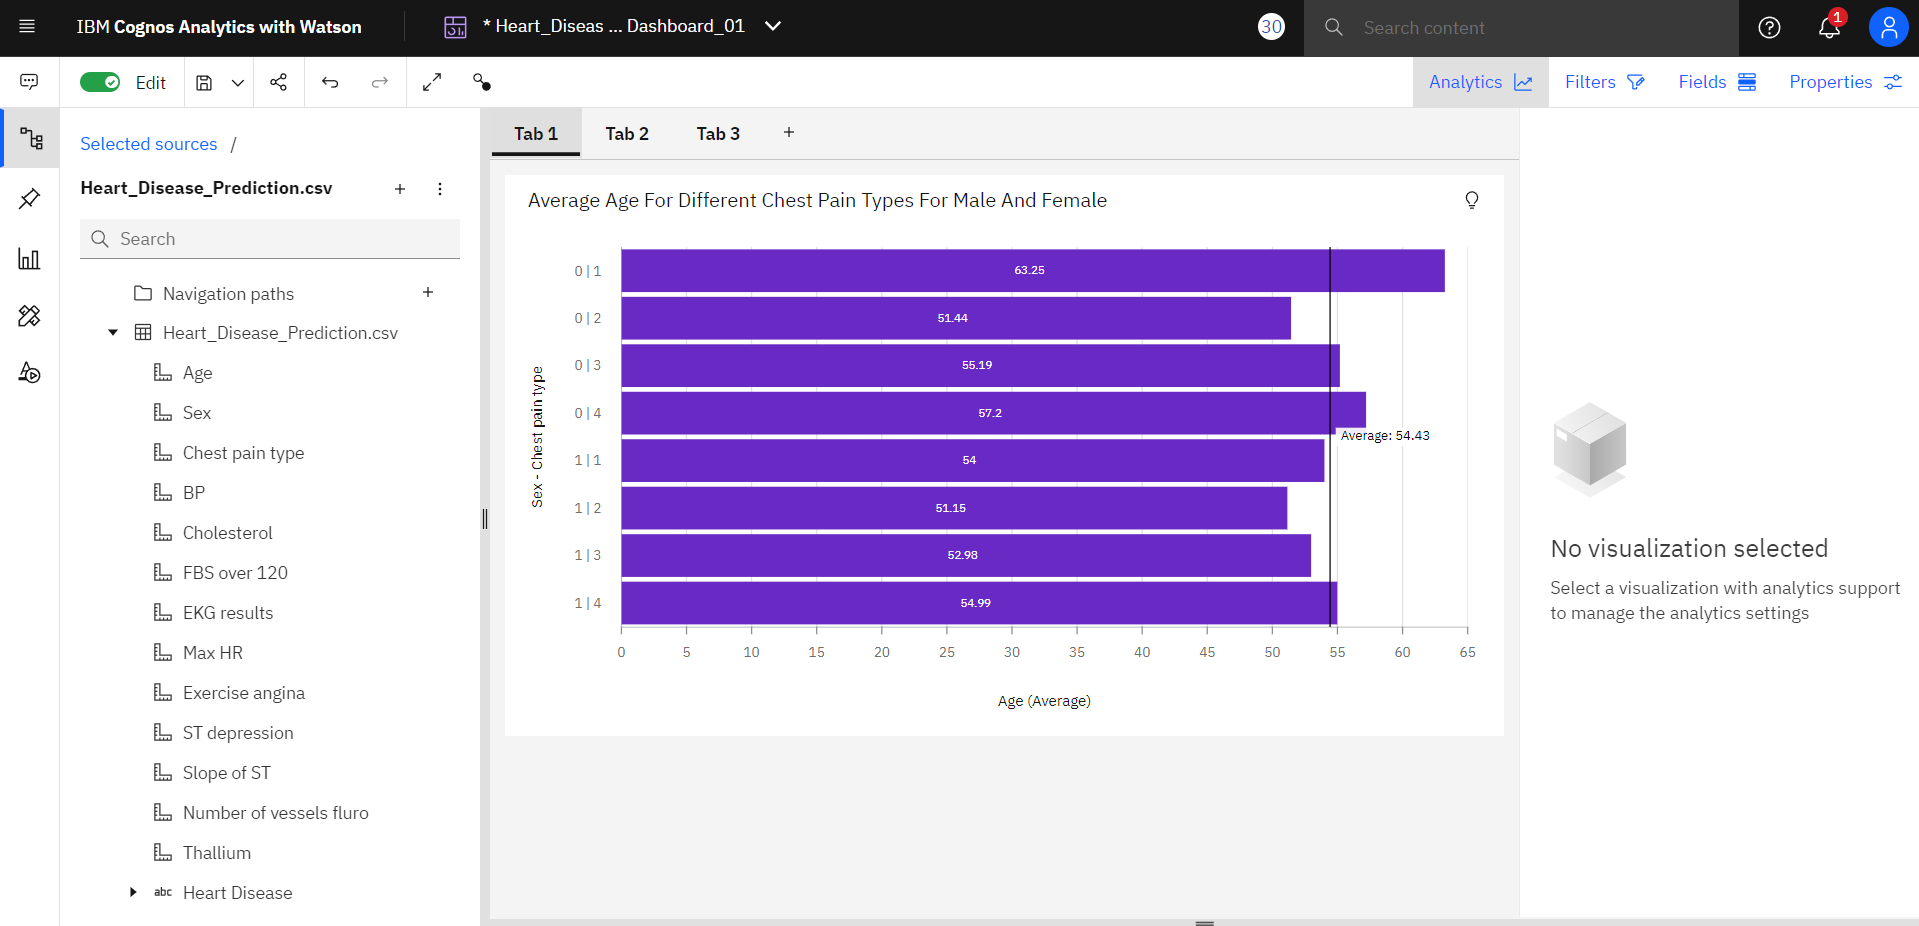 IBM Cognos Analytics with Watson
* Heart_Diseas ... Dashboard_01
30
Search content
1
Edit
Analytics
Filters
Fields
Properties
Selected sources /
Heart_Disease_Prediction.csv
Search
Navigation paths
Heart_Disease_Prediction.csv
Age
Sex
Chest pain type
BP
Cholesterol
FBS over 120
EKG results
Max HR
Exercise angina
ST depression
Slope of ST
Number of vessels fluro
Thallium
abc Heart Disease
Tab 1 Tab 2 Tab 3 +
Average Age For Different Chest Pain Types For Male And Female
Sex - Chest pain type
0 | 1 63.25
0 | 2 51.44
0 | 3 55.19
0 | 4 57.2
Average: 54.43
1 | 1 54
1 | 2 51.15
1 | 3 52.98
1 | 4 54.99
0 5 10 15 20 25 30 35 40 45 50 55 60 65
Age (Average)
No visualization selected
Select a visualization with analytics support
to manage the analytics settings